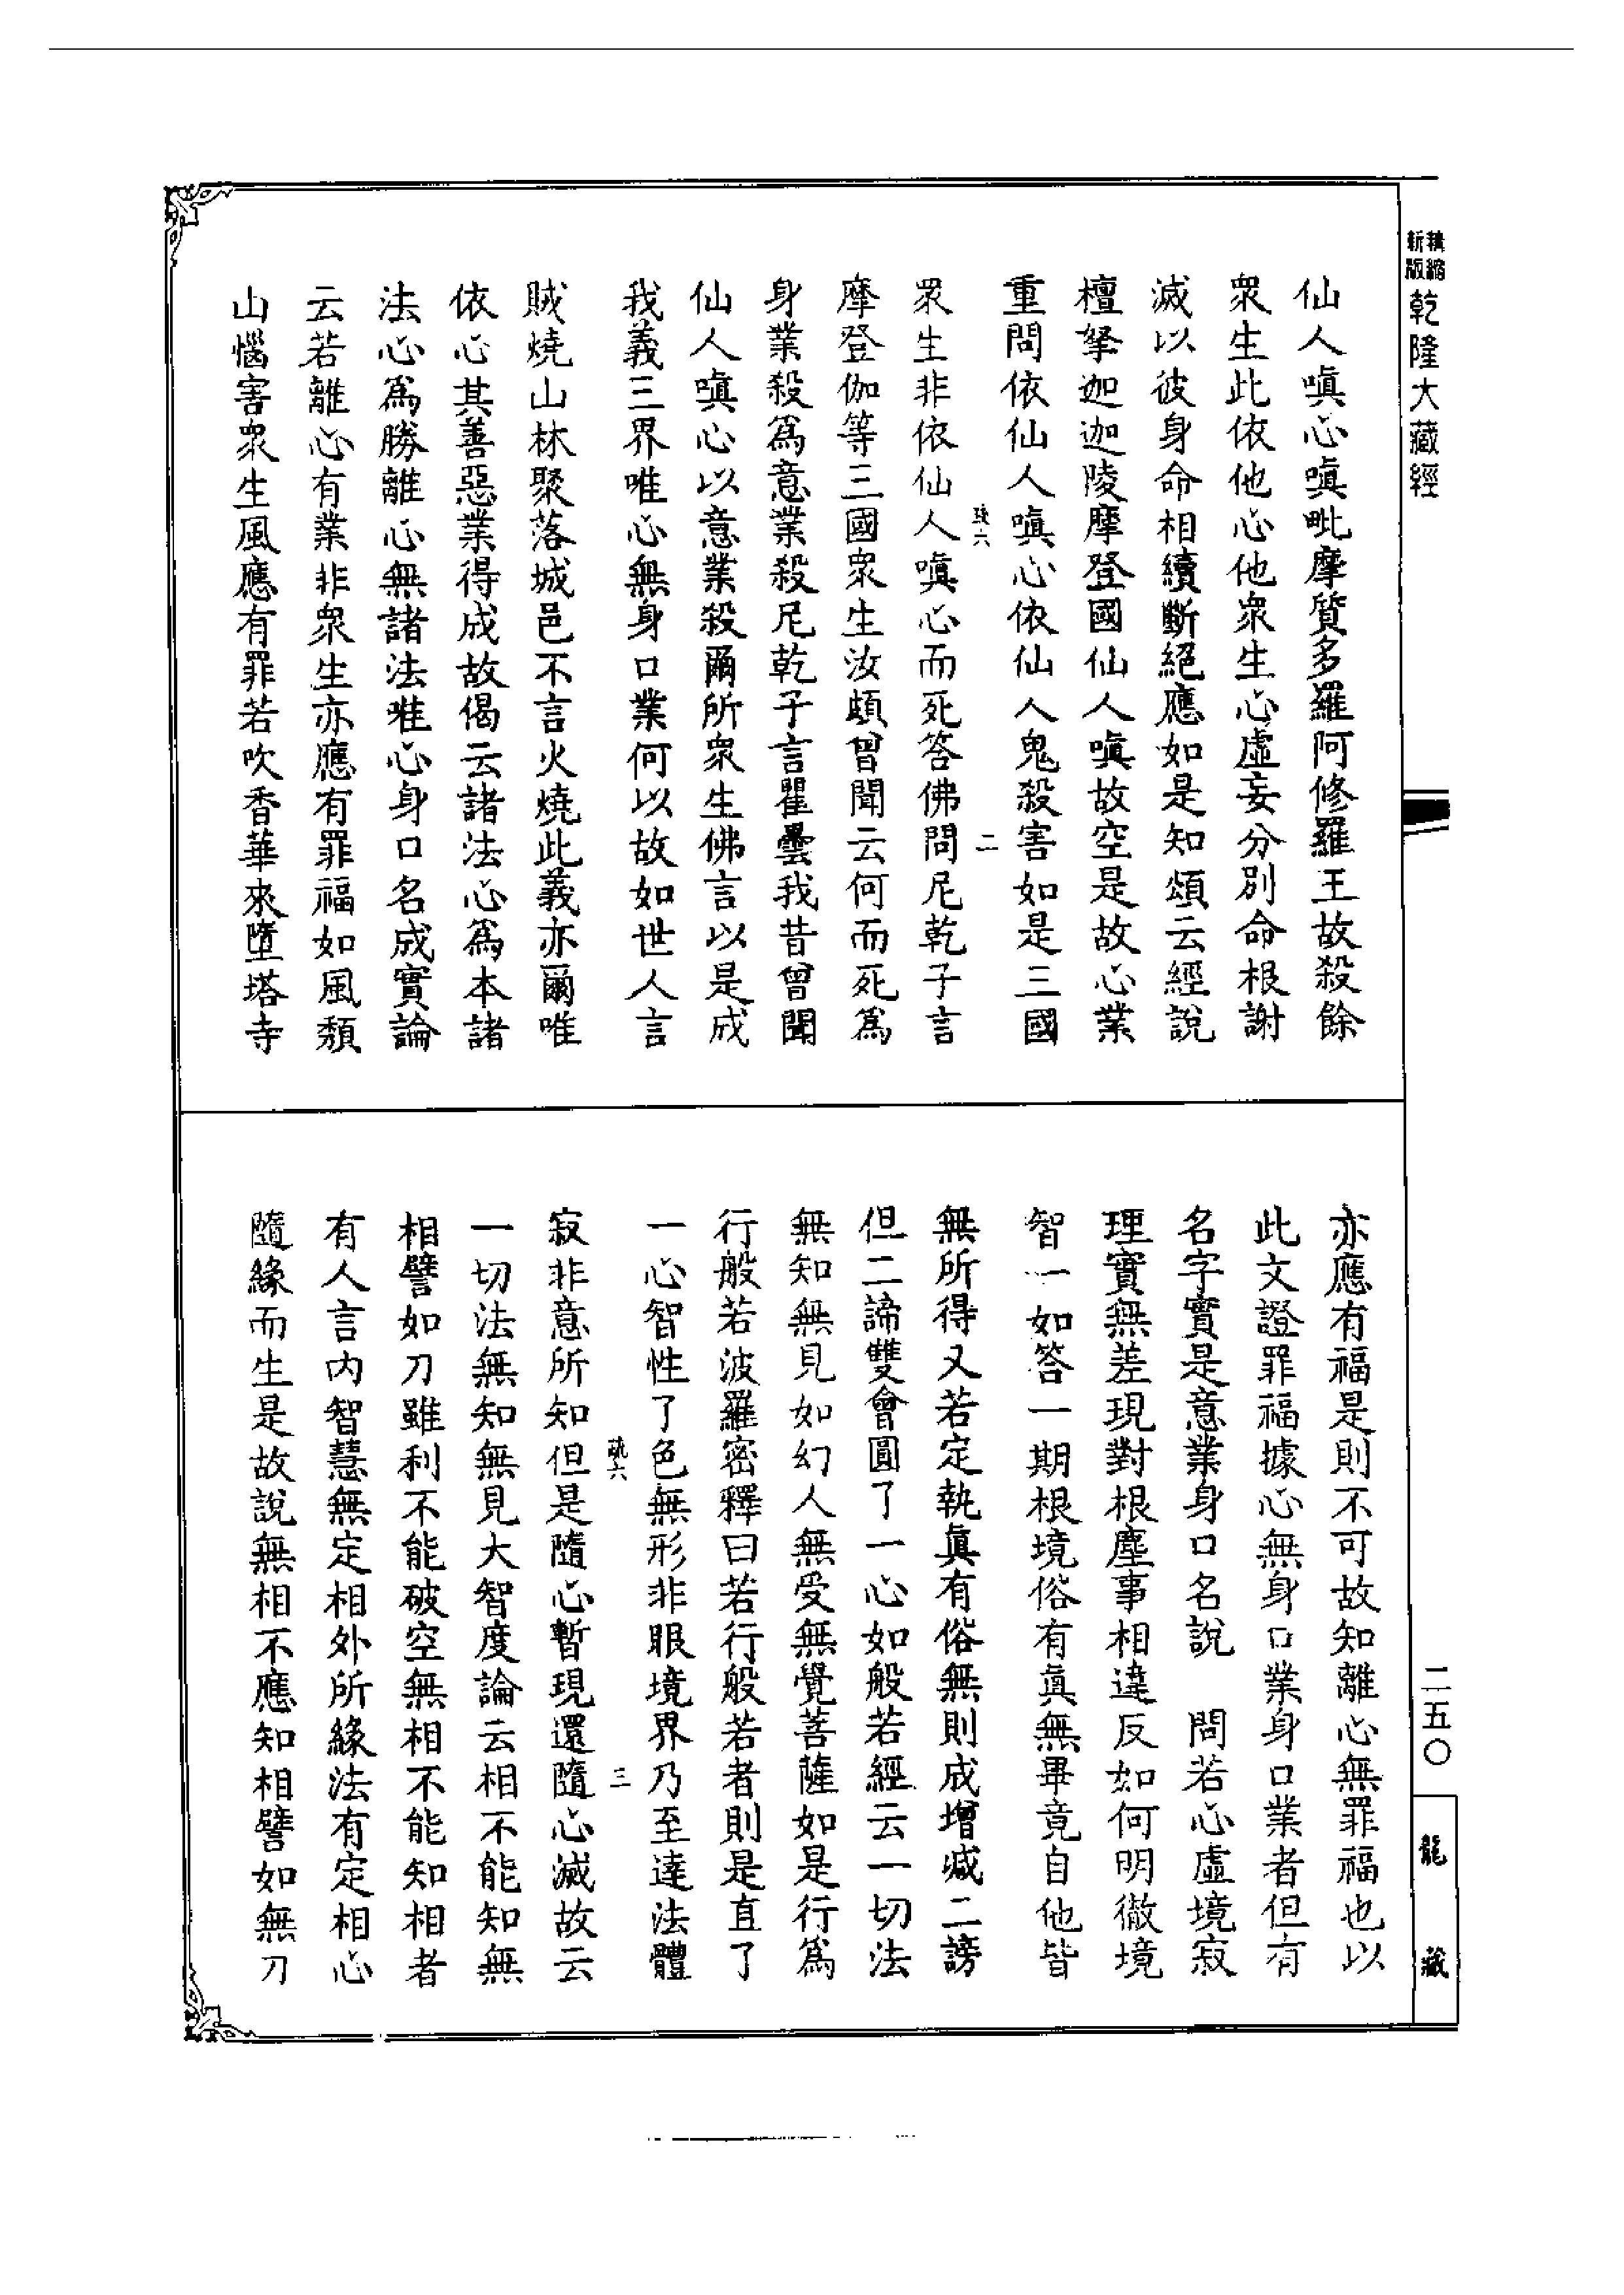 精縮新版乾隆大藏經
仙人嗔心嗔毗摩質多羅阿修羅王故殺餘
衆生此依他心他衆生心虛妄分別命根謝
滅以彼身命相續斷絕應如是知頌云經說
檀拏迦迦陵摩登國仙人嗔故空是故心業
重問依仙人嗔心依仙人鬼殺害如是三國
二
衆生非依仙人嗔心而死答佛問尼乾子言
摩登伽等三國衆生汝頗曾聞云何而死爲
身業殺爲意業殺尼乾子言瞿曇我昔曾聞
仙人嗔心以意業殺爾所衆生佛言以是成
我義三界唯心無身口業何以故如世人言
賊燒山林聚落城邑不言火燒此義亦爾唯
依心其善惡業得成故偈云諸法心爲本諸
法心爲勝離心無諸法唯心身口名成實論
云若離心有業非衆生亦應有罪福如風頹
山惱害衆生風應有罪若吹香華來墮塔寺
亦應有福是則不可故知離心無罪福也以
此文證罪福據心無身口業身口業者但有
名字實是意業身口名說　問若心虛境寂
理實無差現對根塵事相違反如何明徹境
智一如答一期根境俗有眞無畢竟自他皆
無所得又若定執眞有俗無則成增減二謗
但二諦雙會圓了一心如般若經云一切法
無知無見如幻人無受無覺菩薩如是行爲
行般若波羅密釋曰若行般若者則是直了
一心智性了色無形非眼境界乃至達法體
三
寂非意所知但是隨心暫現還隨心滅故云
一切法無知無見大智度論云相不能知無
相譬如刀雖利不能破空無相不能知相者
有人言內智慧無定相外所緣法有定相心
隨緣而生是故說無相不應知相譬如無刀
二五〇
龍藏